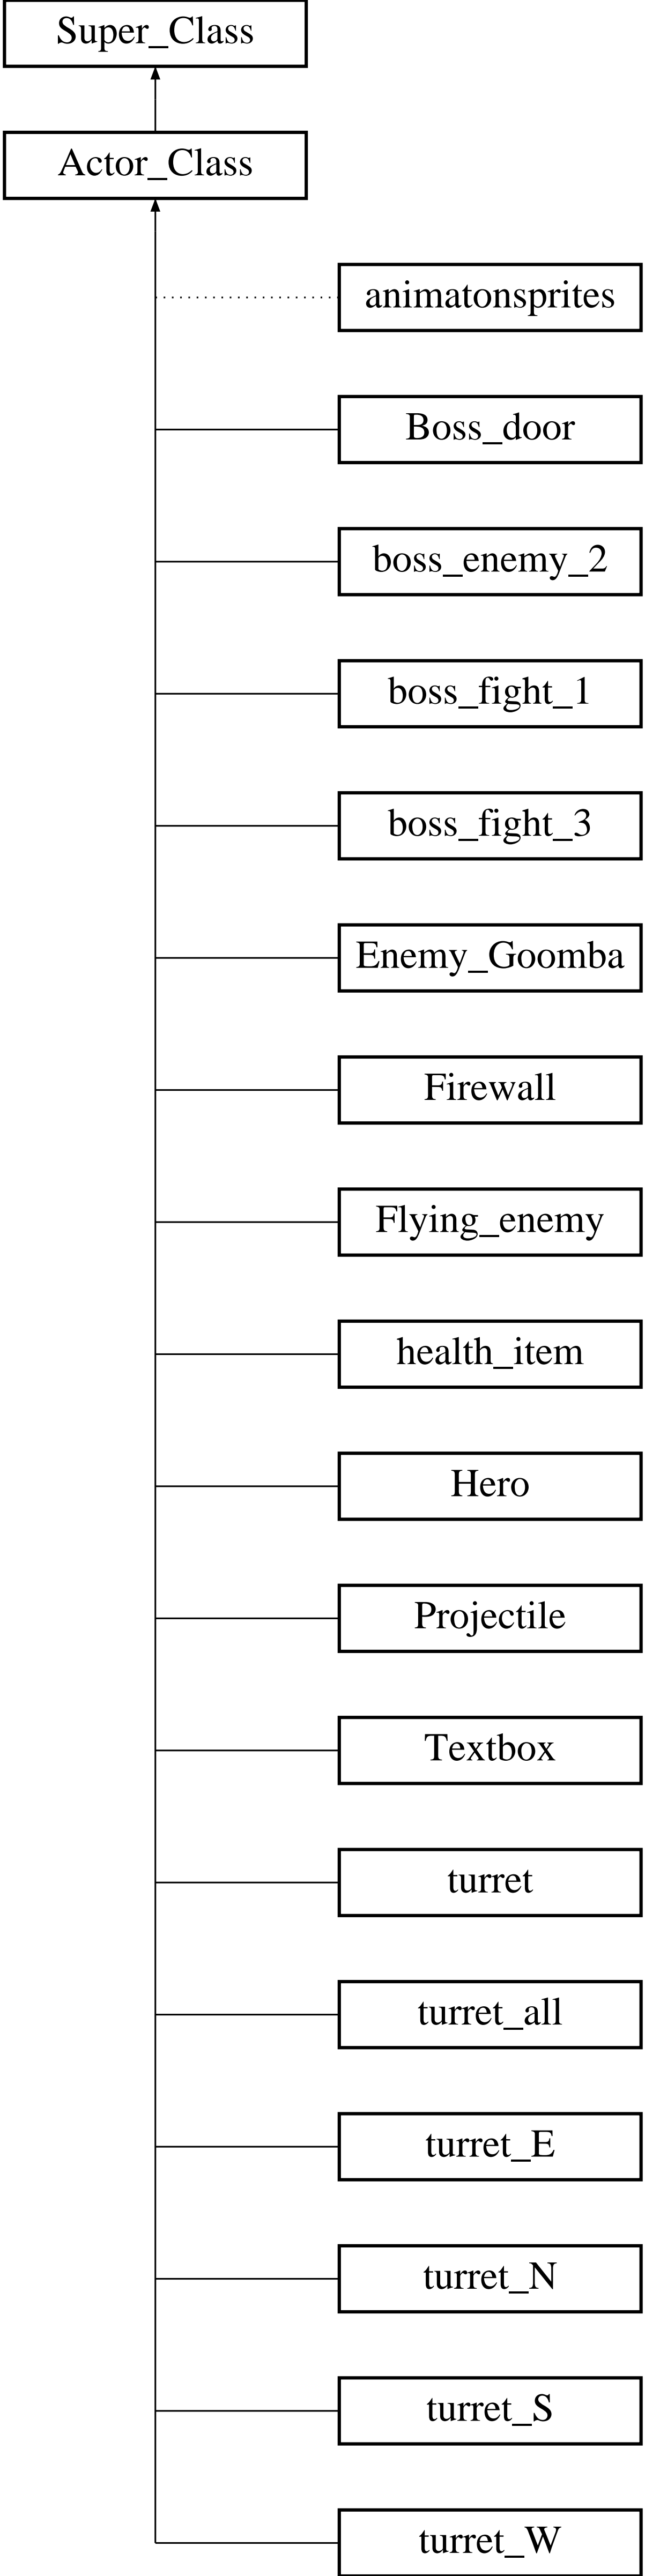 Super_Class
Actor_Class
animatonsprites
Boss_door
boss_enemy_2
boss_fight_1
boss_fight_3
Enemy_Goomba
Firewall
Flying_enemy
health_item
Hero
Projectile
Textbox
turret
turret_all
turret_E
turret_N
turret_S
turret_W